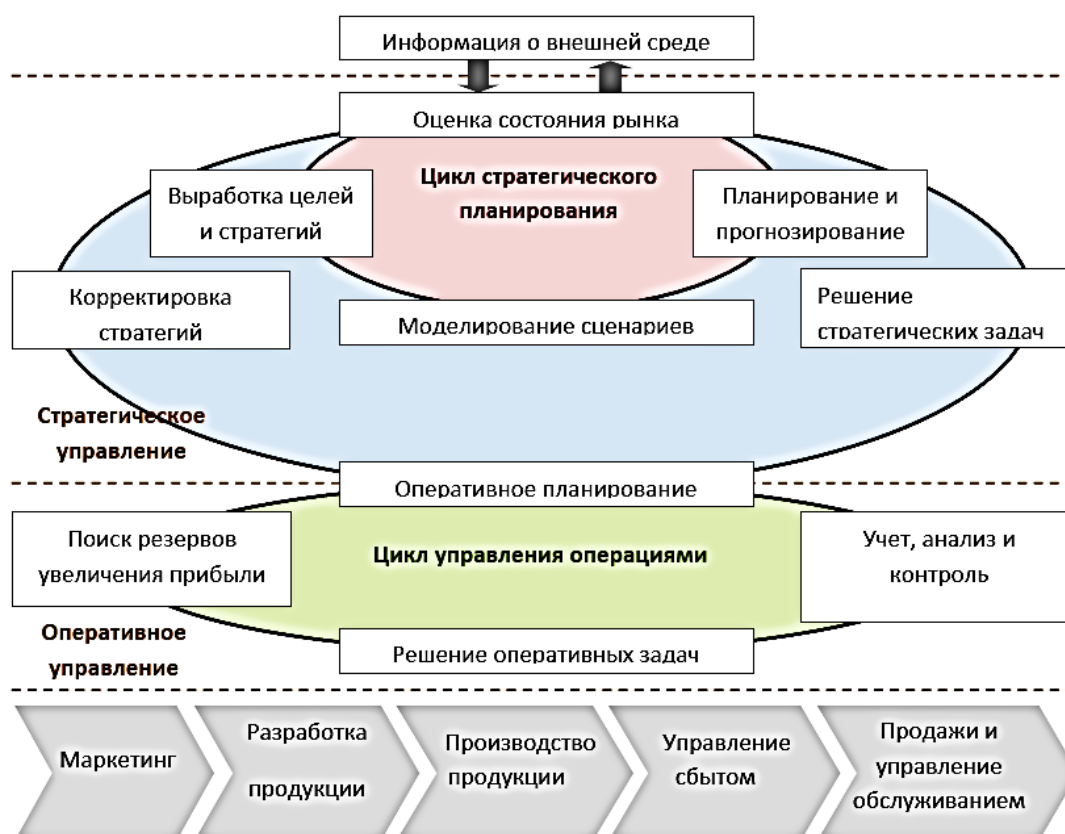 Информация о внешней среде
Оценка состояния рынка
Цикл стратегического
планирования
Выработка целей
и стратегий
Планирование и
прогнозирование
Корректировка
стратегий
Моделирование сценариев
Решение
стратегических задач
Стратегическое
управление
Оперативное планирование
Поиск резервов
увеличения прибыли
Цикл управления операциями
Учет, анализ и
контроль
Оперативное
управление
Решение оперативных задач
Маркетинг
Разработка
продукции
Производство
продукции
Управление
сбытом
Продажи и
управление
обслуживанием